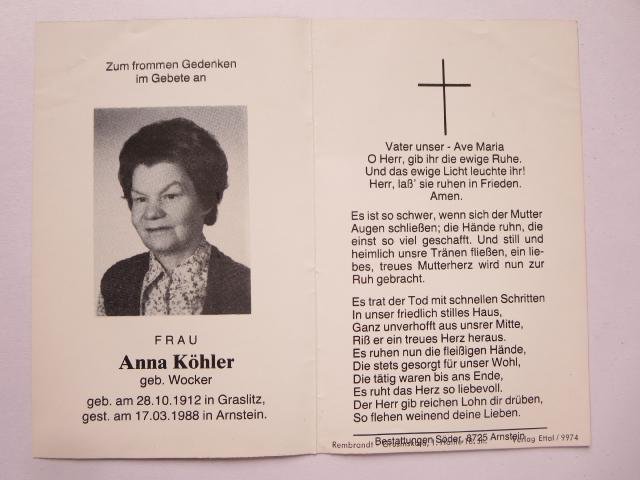 Zum frommen Gedenken
im Gebete an
FRAU
Anna Köhler
geb. Wocker
geb. am 28.10.1912 in Graslitz,
gest. am 17.03.1988 in Arnstein.
Vater unser - Ave Maria
O Herr, gib ihr die ewige Ruhe.
Und das ewige Licht leuchte ihr!
Herr, laß' sie ruhen in Frieden.
Amen.
Es ist so schwer, wenn sich der Mutter
Augen schließen; die Hände ruhn, die
einst so viel geschafft. Und still und
heimlich unsre Tränen fließen, ein lie-
bes, treues Mutterherz wird nun zur
Ruh gebracht.
Es trat der Tod mit schnellen Schritten
In unser friedlich stilles Haus,
Ganz unverhofft aus unsrer Mitte,
Riß er ein treues Herz heraus.
Es ruhen nun die fleißigen Hände,
Die stets gesorgt für unser Wohl,
Die tätig waren bis ans Ende,
Es ruht das Herz so liebevoll.
Der Herr gib reichen Lohn dir drüben,
So flehen weinend deine Lieben.
Bestattungen Söder, 8725 Arnstein
Rembrandt - Verlag Ettal / 9974